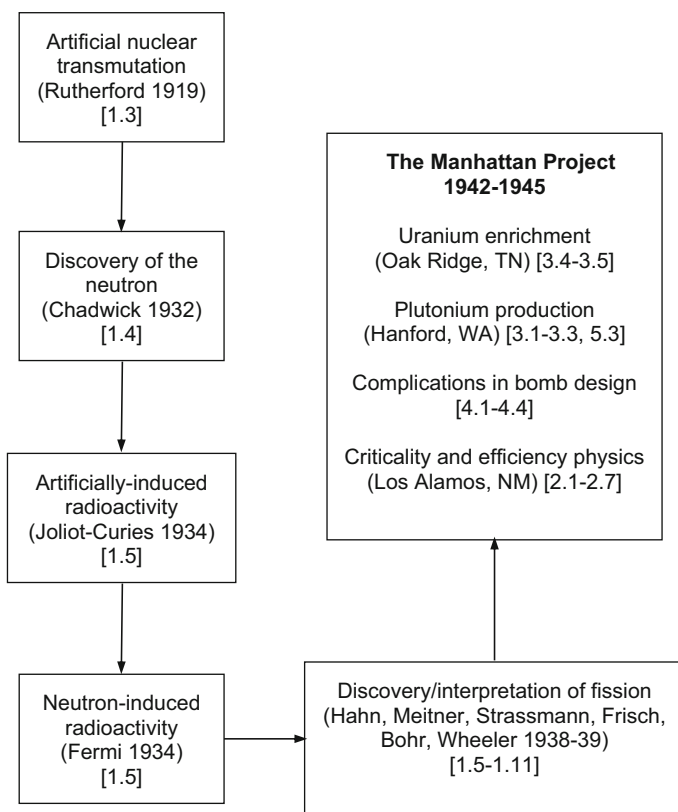 Artificial nuclear
transmutation
(Rutherford 1919)
[1.3]
Discovery of the
neutron
(Chadwick 1932)
[1.4]
Artificially-induced
radioactivity
(Joliot-Curies 1934)
[1.5]
Neutron-induced
radioactivity
(Fermi 1934)
[1.5]
Discovery/interpretation of fission
(Hahn, Meitner, Strassmann, Frisch,
Bohr, Wheeler 1938-39)
[1.5-1.11]
The Manhattan Project
1942-1945
Uranium enrichment
(Oak Ridge, TN) [3.4-3.5]
Plutonium production
(Hanford, WA) [3.1-3.3, 5.3]
Complications in bomb design
[4.1-4.4]
Criticality and efficiency physics
(Los Alamos, NM) [2.1-2.7]